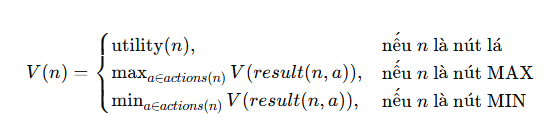 utility(n), nếu n là nút lá
V(n) = { max_{a∈actions(n)} V(result(n, a)), nếu n là nút MAX
min_{a∈actions(n)} V(result(n, a)), nếu n là nút MIN